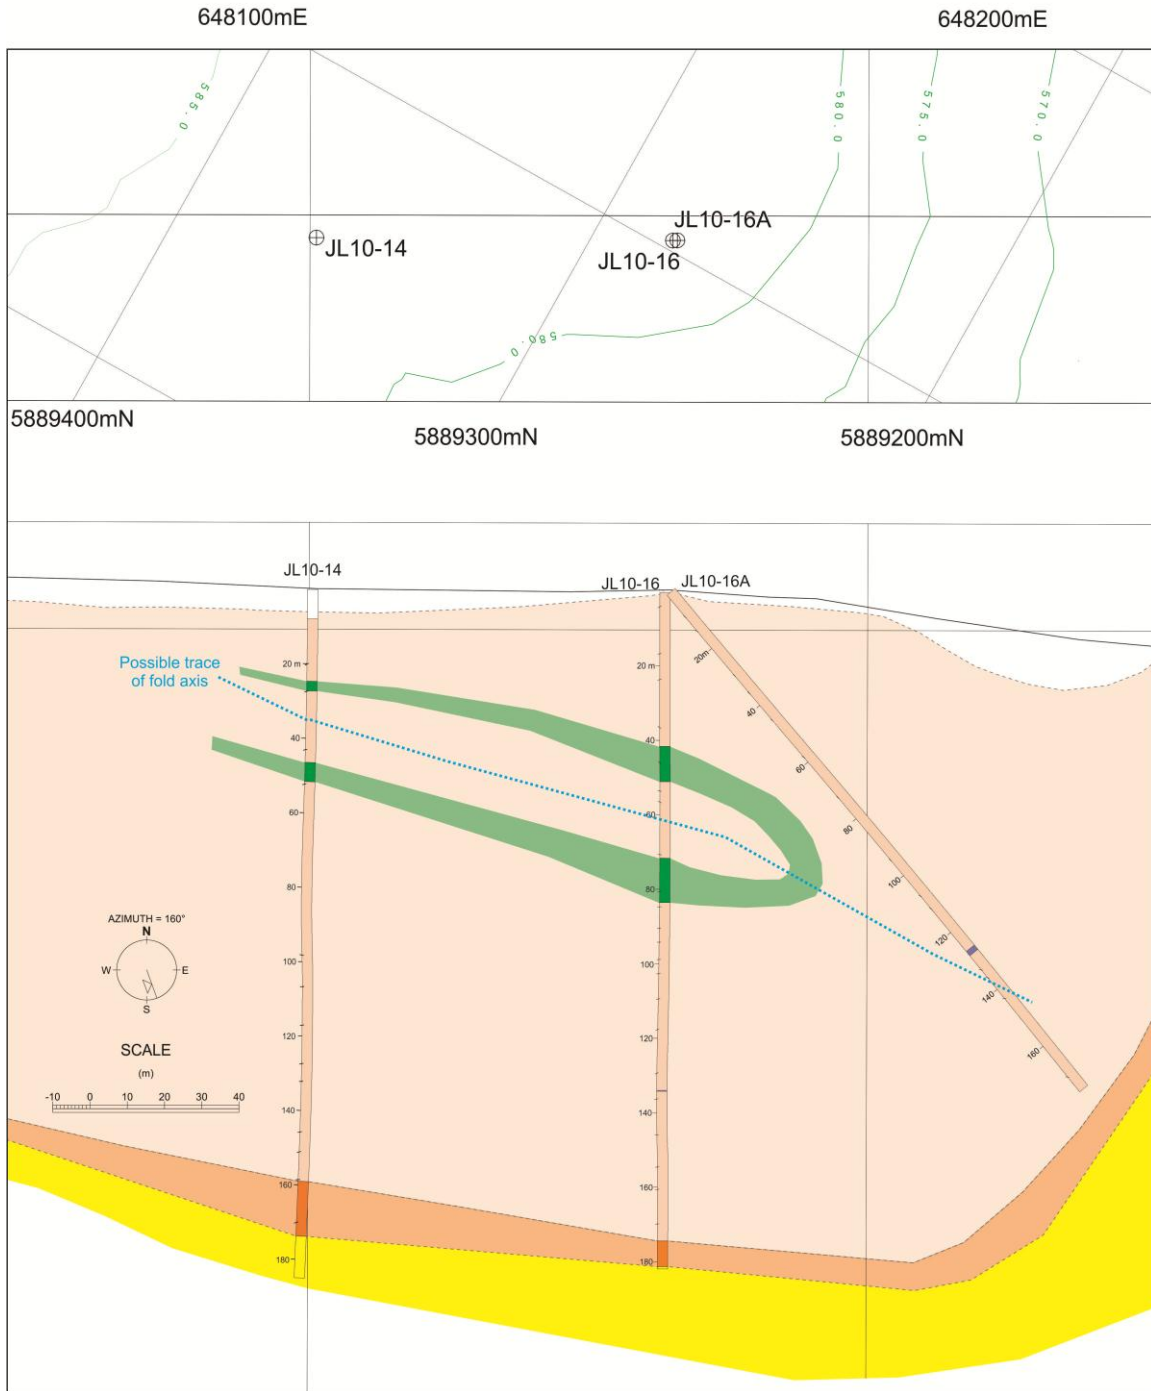 648100mE
648200mE
585.0
580.0
575.0
570.0
JL10-16A
JL10-14
JL10-16
580.0
5889400mN
5889300mN
5889200mN
JL10-14
JL10-16
JL10-16A
20 m
40
60
80
100
120
140
160
180
20 m
40
60
80
100
120
140
160
180
20m
40
60
80
100
120
140
160
Possible trace
of fold axis
AZIMUTH = 160°
N
W
E
S
SCALE
(m)
-10 0 10 20 30 40